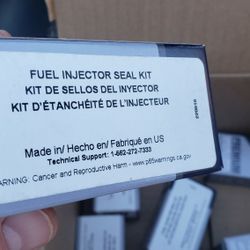 FUEL INJECTOR SEAL KIT
KIT DE SELLOS DEL INYECTOR
KIT D'ÉTANCHÉITÉ DE L'INJECTEUR
Made in/ Hecho en/ Fabriqué en US
Technical Support: 1-662-272-7333
WARNING: Cancer and Reproductive Harm - www.p65warnings.ca.gov